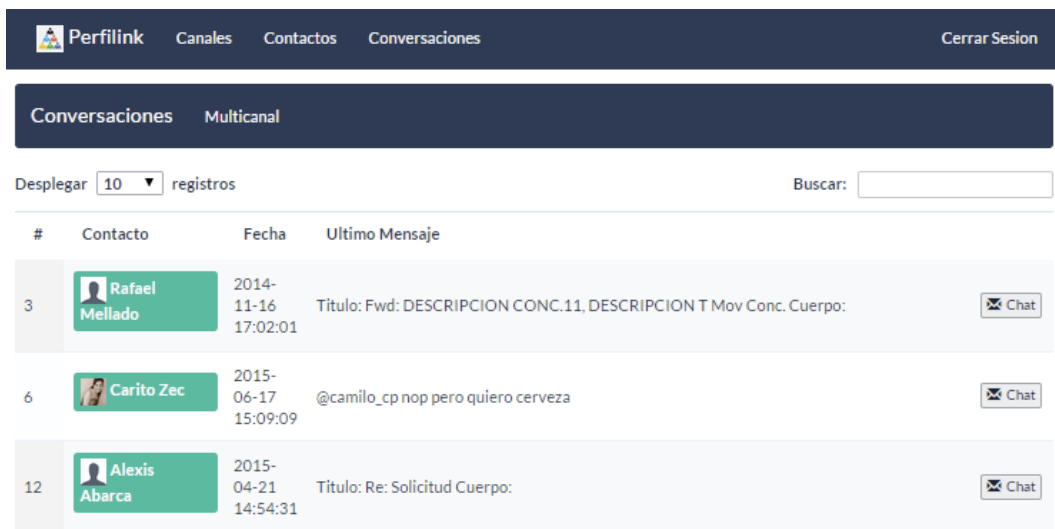 Perfilink Canales Contactos Conversaciones Cerrar Sesion
Conversaciones Multicanal
Desplegar 10 registros Buscar:
# Contacto Fecha Ultimo Mensaje
3 Rafael Mellado 2014-11-16 17:02:01 Titulo: Fwd: DESCRIPCION CONC.11, DESCRIPCION T Mov Conc. Cuerpo: Chat
6 Carito Zec 2015-06-17 15:09:09 @camilo_cp nop pero quiero cerveza Chat
12 Alexis Abarca 2015-04-21 14:54:31 Titulo: Re: Solicitud Cuerpo: Chat